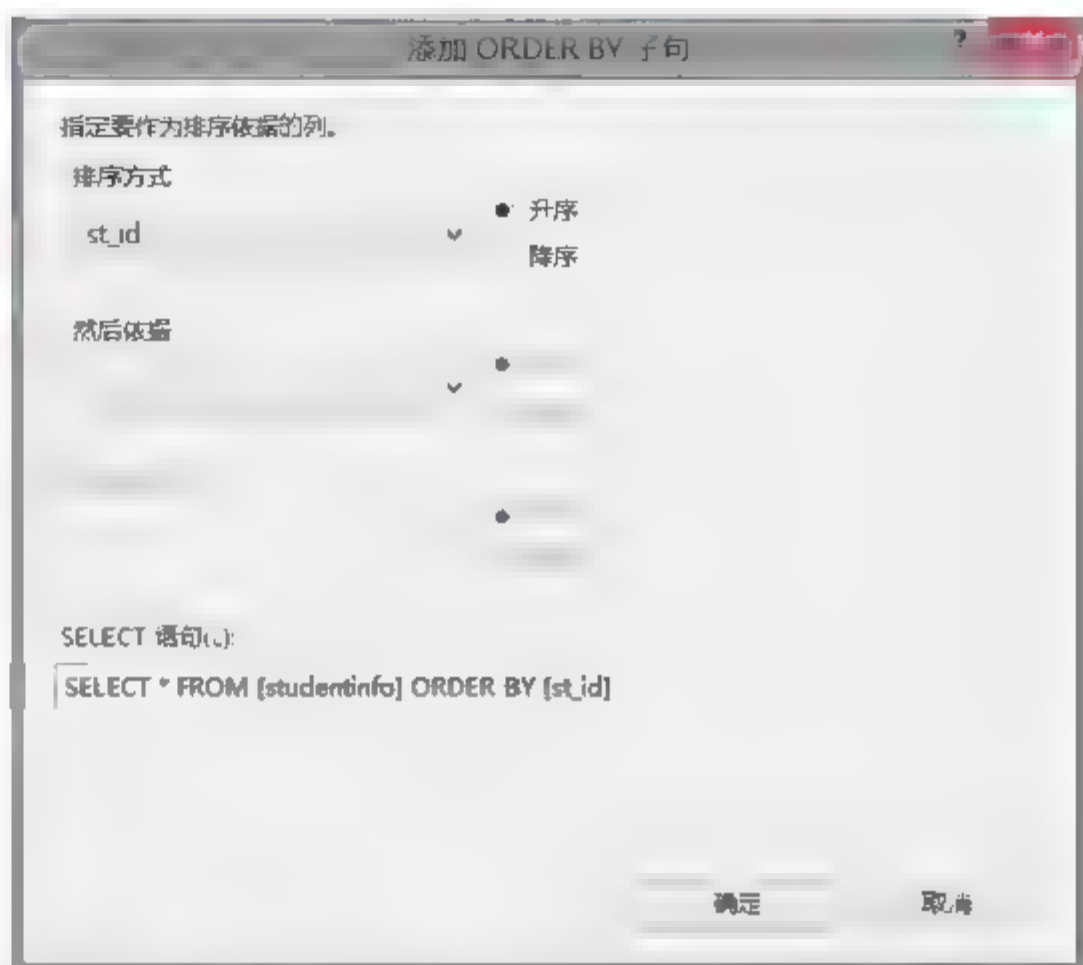 添加 ORDER BY 子句
?
指定要作为排序依据的列。
排序方式
st_id
升序
降序
然后依据
SELECT 语句(L):
SELECT * FROM [studentinfo] ORDER BY [st_id]
确定
取消